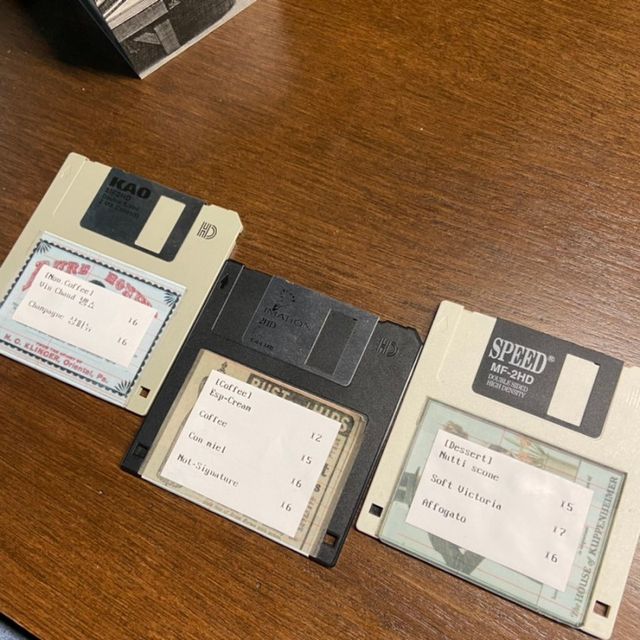 KAO
MF2HD
HD
[Non Coffee]
Vin Chaud 뱅쇼 16
Champagne 샴페인 16
H. C. KLINGER, Oriental, Pa.
IMATION
2HD
HD
[Coffee]
Esp-Cream 12
Coffee 15
Con miel 16
Nut-Signature 16
SPEED®
MF-2HD
DOUBLE SIDED
HIGH DENSITY
[Dessert]
Nutti scone 15
Soft Victoria 17
Affogato 16
The HOUSE of KUPPENHEIMER